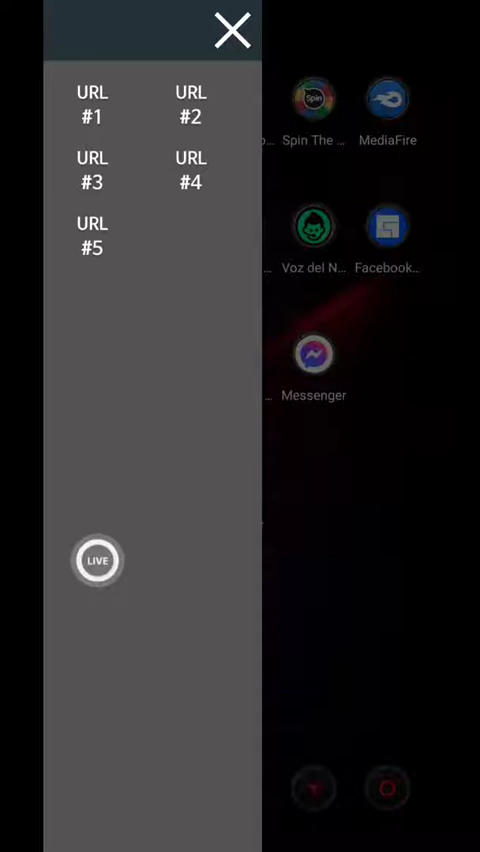 URL
#1
URL
#2
URL
#3
URL
#4
URL
#5
Spin
Spin The ...
MediaFire
Voz del N...
Facebook...
Messenger
LIVE